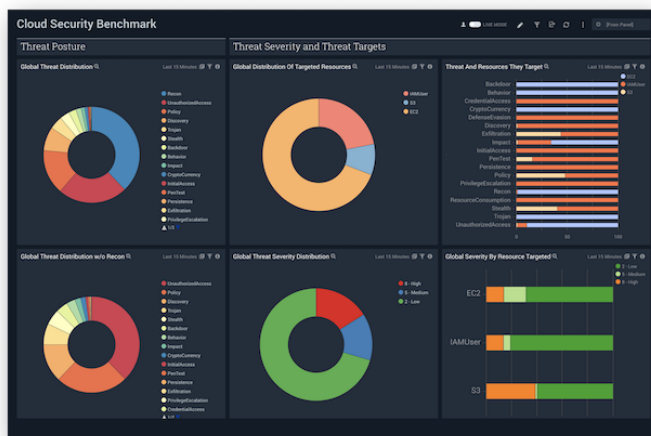 Cloud Security Benchmark
LIVE MODE
[From Panel]
Threat Posture
Threat Severity and Threat Targets
Global Threat Distribution
Last 15 Minutes
Recon
UnauthorizedAccess
Policy
Discovery
Trojan
Stealth
Backdoor
Behavior
Impact
CryptoCurrency
InitialAccess
PenTest
Persistence
Exfiltration
PrivilegeEscalation
1/2
Global Distribution Of Targeted Resources
Last 15 Minutes
IAMUser
S3
EC2
Threat And Resources They Target
Last 15 Minutes
EC2
IAMUser
S3
Backdoor
Behavior
CredentialAccess
CryptoCurrency
DefenseEvasion
Discovery
Exfiltration
Impact
InitialAccess
PenTest
Persistence
Policy
PrivilegeEscalation
Recon
ResourceConsumption
Stealth
Trojan
UnauthorizedAccess
0 50 100
Global Threat Distribution w/o Recon
Last 15 Minutes
UnauthorizedAccess
Policy
Discovery
Trojan
Stealth
Backdoor
Behavior
Impact
CryptoCurrency
InitialAccess
PenTest
Persistence
Exfiltration
PrivilegeEscalation
CredentialAccess
Global Threat Severity Distribution
Last 15 Minutes
8 - High
5 - Medium
2 - Low
Global Severity By Resource Targeted
Last 15 Minutes
2 - Low
5 - Medium
8 - High
EC2
IAMUser
S3